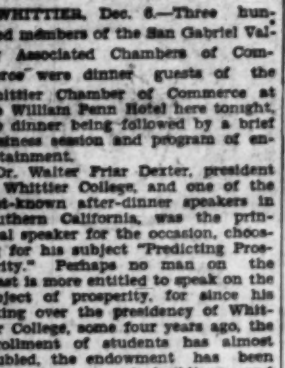 WHITTIER, Dec. 6.—Three hun-
ed members of the San Gabriel Val-
Associated Chambers of Com-
erce were dinner guests of the
hittier Chamber of Commerce at
William Penn Hotel here tonight,
e dinner being followed by a brief
siness session and program of en-
tainment.
Dr. Walter Friar Dexter, president
Whittier College, and one of the
st-known after-dinner speakers in
uthern California, was the prin-
al speaker for the occasion, choos-
g for his subject "Predicting Pros-
ity." Perhaps no man on the
ast is more entitled to speak on the
bject of prosperity, for since his
ing over the presidency of Whit-
r College, some four years ago, the
rollment of students has almost
ubled, the endowment has been